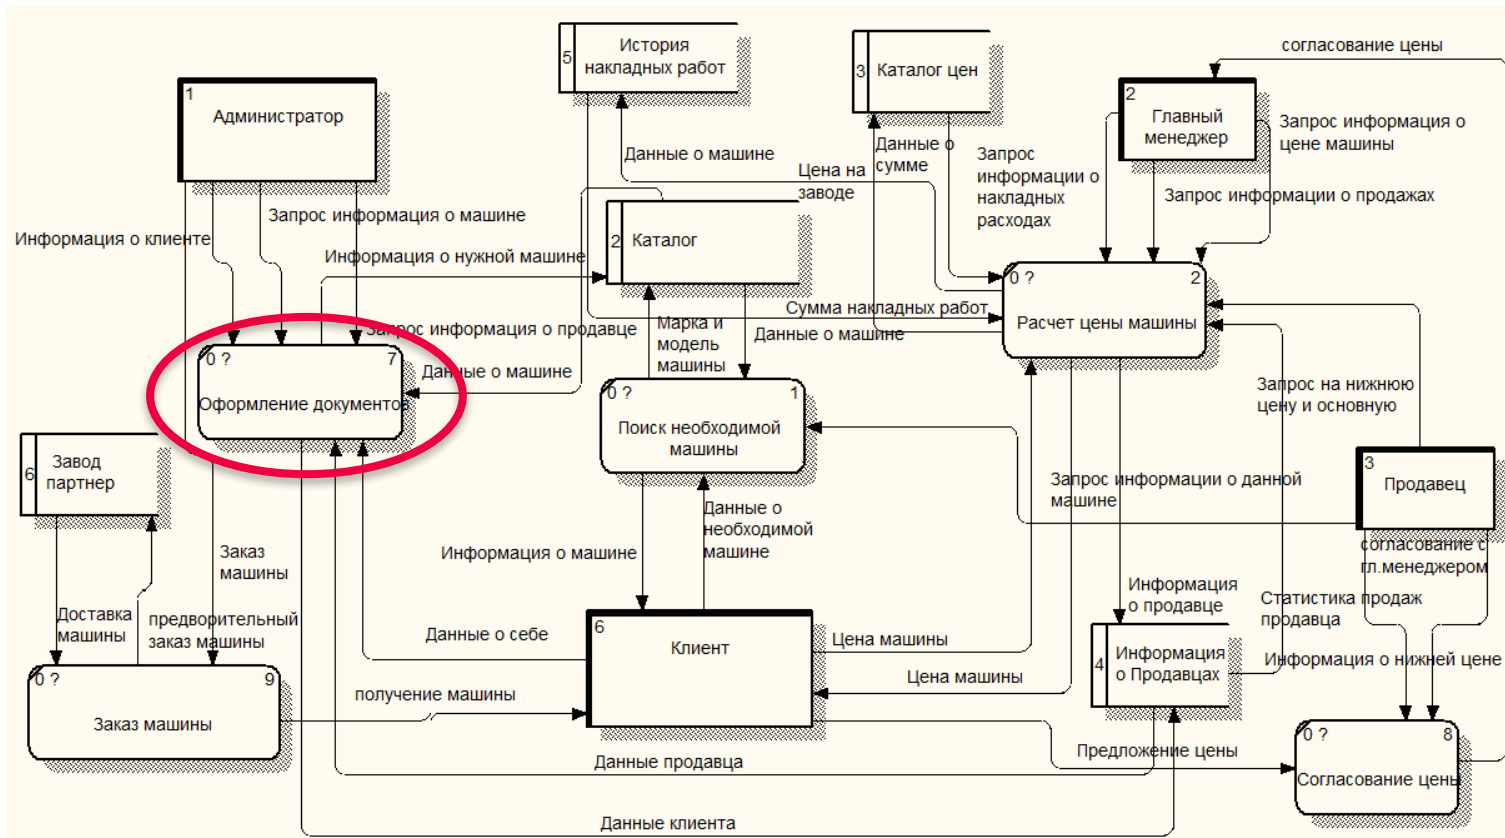 5
История
накладных работ
3
Каталог цен
согласование цены
1
Администратор
2
Главный
менеджер
Запрос информация о
цене машины
Данные о машине
Данные о
сумме
Цена на
заводе
Запрос
информации о
накладных
расходах
Запрос информации о продажах
Запрос информация о машине
Информация о клиенте
Информация о нужной машине
2
Каталог
0 ?
2
Расчет цены машины
Сумма накладных работ
Запрос информация о продавце
Марка и
модель
машины
Данные о машине
0 ?
7
Оформление документов
Данные о машине
0 ?
1
Поиск необходимой
машины
Запрос на нижнюю
цену и основную
6
Завод
партнер
3
Продавец
Запрос информации о данной
машине
Данные о
необходимой
машине
Информация о машине
Заказ
машины
согласование с
гл.менеджером
Доставка
машины
предворительный
заказ машины
Информация
о продавце
Статистика продаж
продавца
Данные о себе
6
Клиент
Цена машины
4
Информация
о Продавцах
Информация о нижней цене
Цена машины
0 ?
9
Заказ машины
получение машины
Предложение цены
0 ?
8
Согласование цены
Данные продавца
Данные клиента